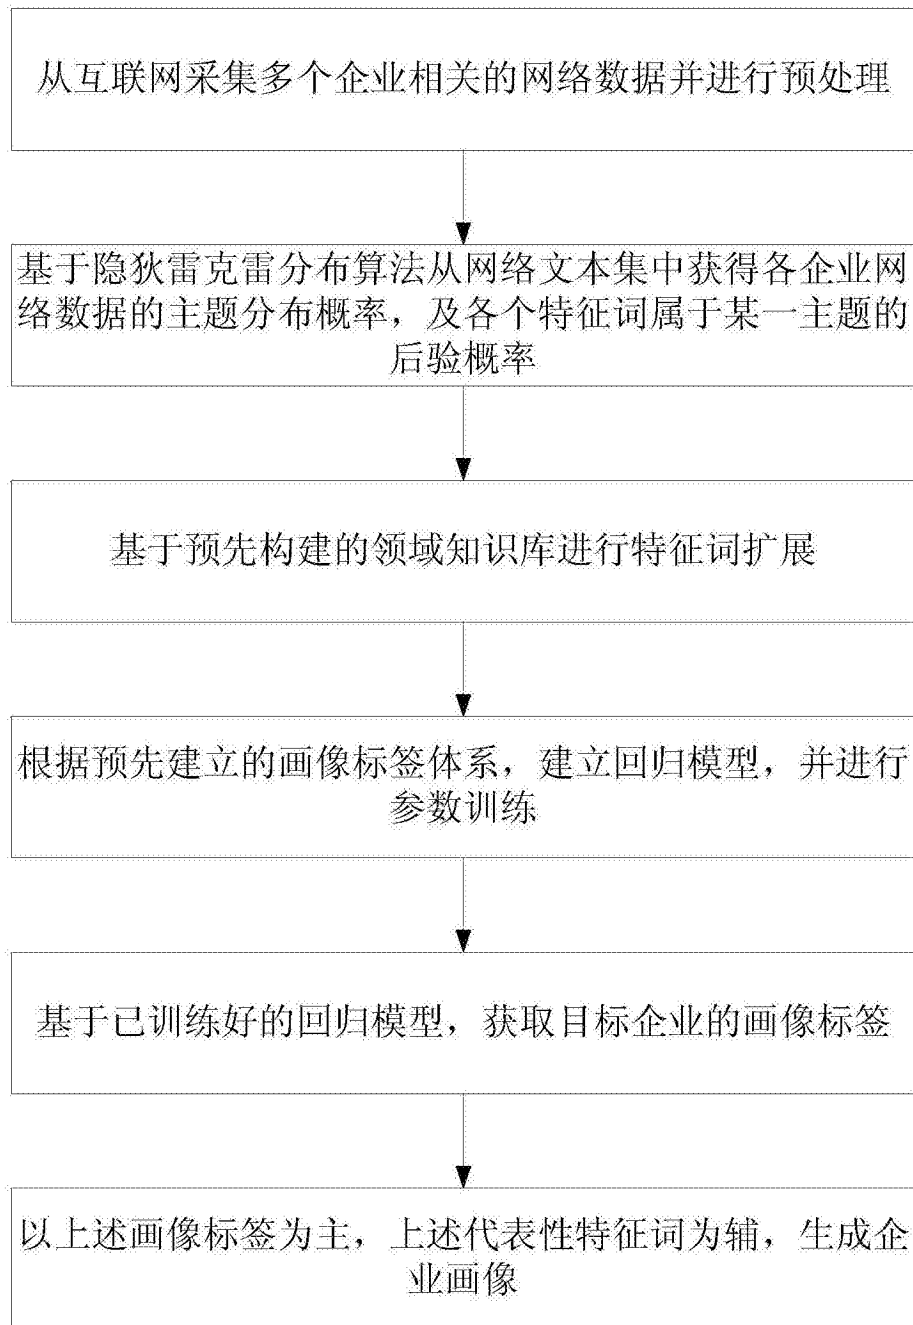 从互联网采集多个企业相关的网络数据并进行预处理
基于隐狄雷克雷分布算法从网络文本集中获得各企业网
络数据的主题分布概率，及各个特征词属于某一主题的
后验概率
基于预先构建的领域知识库进行特征词扩展
根据预先建立的画像标签体系，建立回归模型，并进行
参数训练
基于已训练好的回归模型，获取目标企业的画像标签
以上述画像标签为主，上述代表性特征词为辅，生成企
业画像